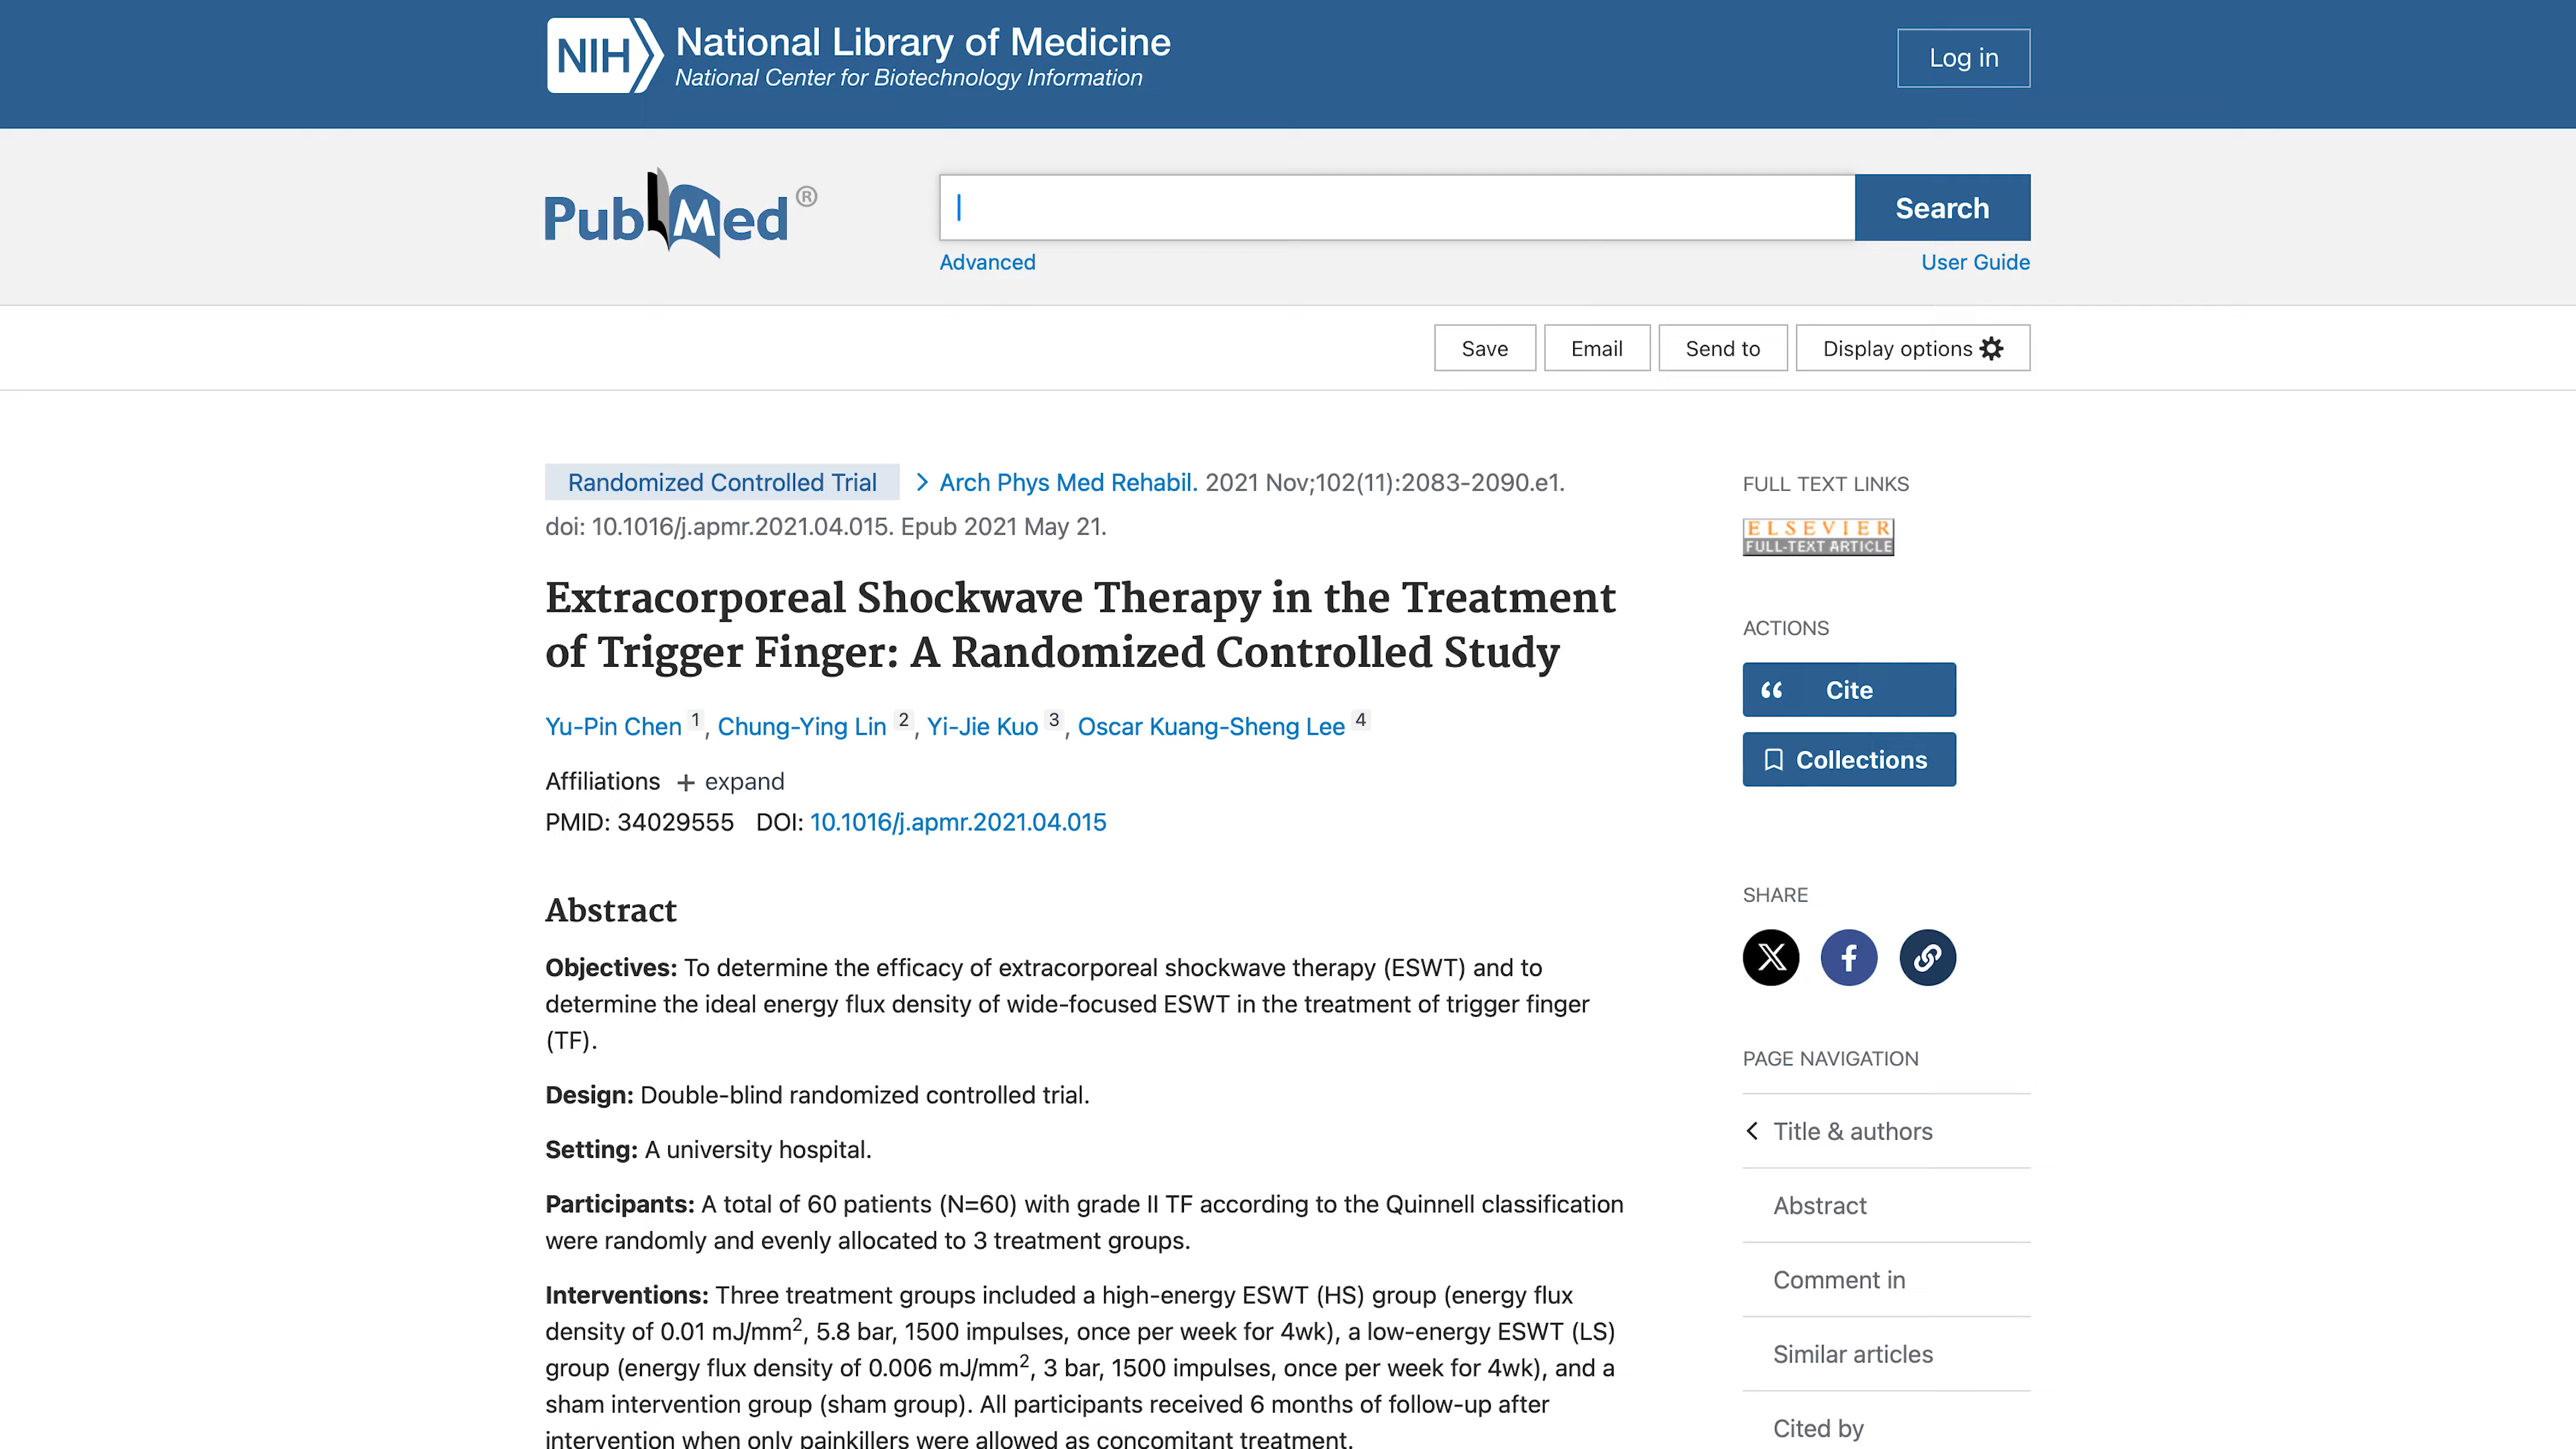 NIH National Library of Medicine
National Center for Biotechnology Information
Log in
PubMed®
Search
Advanced
User Guide
Save
Email
Send to
Display options
Randomized Controlled Trial
Arch Phys Med Rehabil. 2021 Nov;102(11):2083-2090.e1.
doi: 10.1016/j.apmr.2021.04.015. Epub 2021 May 21.
Extracorporeal Shockwave Therapy in the Treatment
of Trigger Finger: A Randomized Controlled Study
Yu-Pin Chen 1, Chung-Ying Lin 2, Yi-Jie Kuo 3, Oscar Kuang-Sheng Lee 4
Affiliations + expand
PMID: 34029555 DOI: 10.1016/j.apmr.2021.04.015
Abstract
Objectives: To determine the efficacy of extracorporeal shockwave therapy (ESWT) and to
determine the ideal energy flux density of wide-focused ESWT in the treatment of trigger finger
(TF).
Design: Double-blind randomized controlled trial.
Setting: A university hospital.
Participants: A total of 60 patients (N=60) with grade II TF according to the Quinnell classification
were randomly and evenly allocated to 3 treatment groups.
Interventions: Three treatment groups included a high-energy ESWT (HS) group (energy flux
density of 0.01 mJ/mm², 5.8 bar, 1500 impulses, once per week for 4wk), a low-energy ESWT (LS)
group (energy flux density of 0.006 mJ/mm², 3 bar, 1500 impulses, once per week for 4wk), and a
sham intervention group (sham group). All participants received 6 months of follow-up after
intervention when only painkillers were allowed as concomitant treatment.
FULL TEXT LINKS
ELSEVIER
FULL-TEXT ARTICLE
ACTIONS
Cite
Collections
SHARE
PAGE NAVIGATION
Title & authors
Abstract
Comment in
Similar articles
Cited by